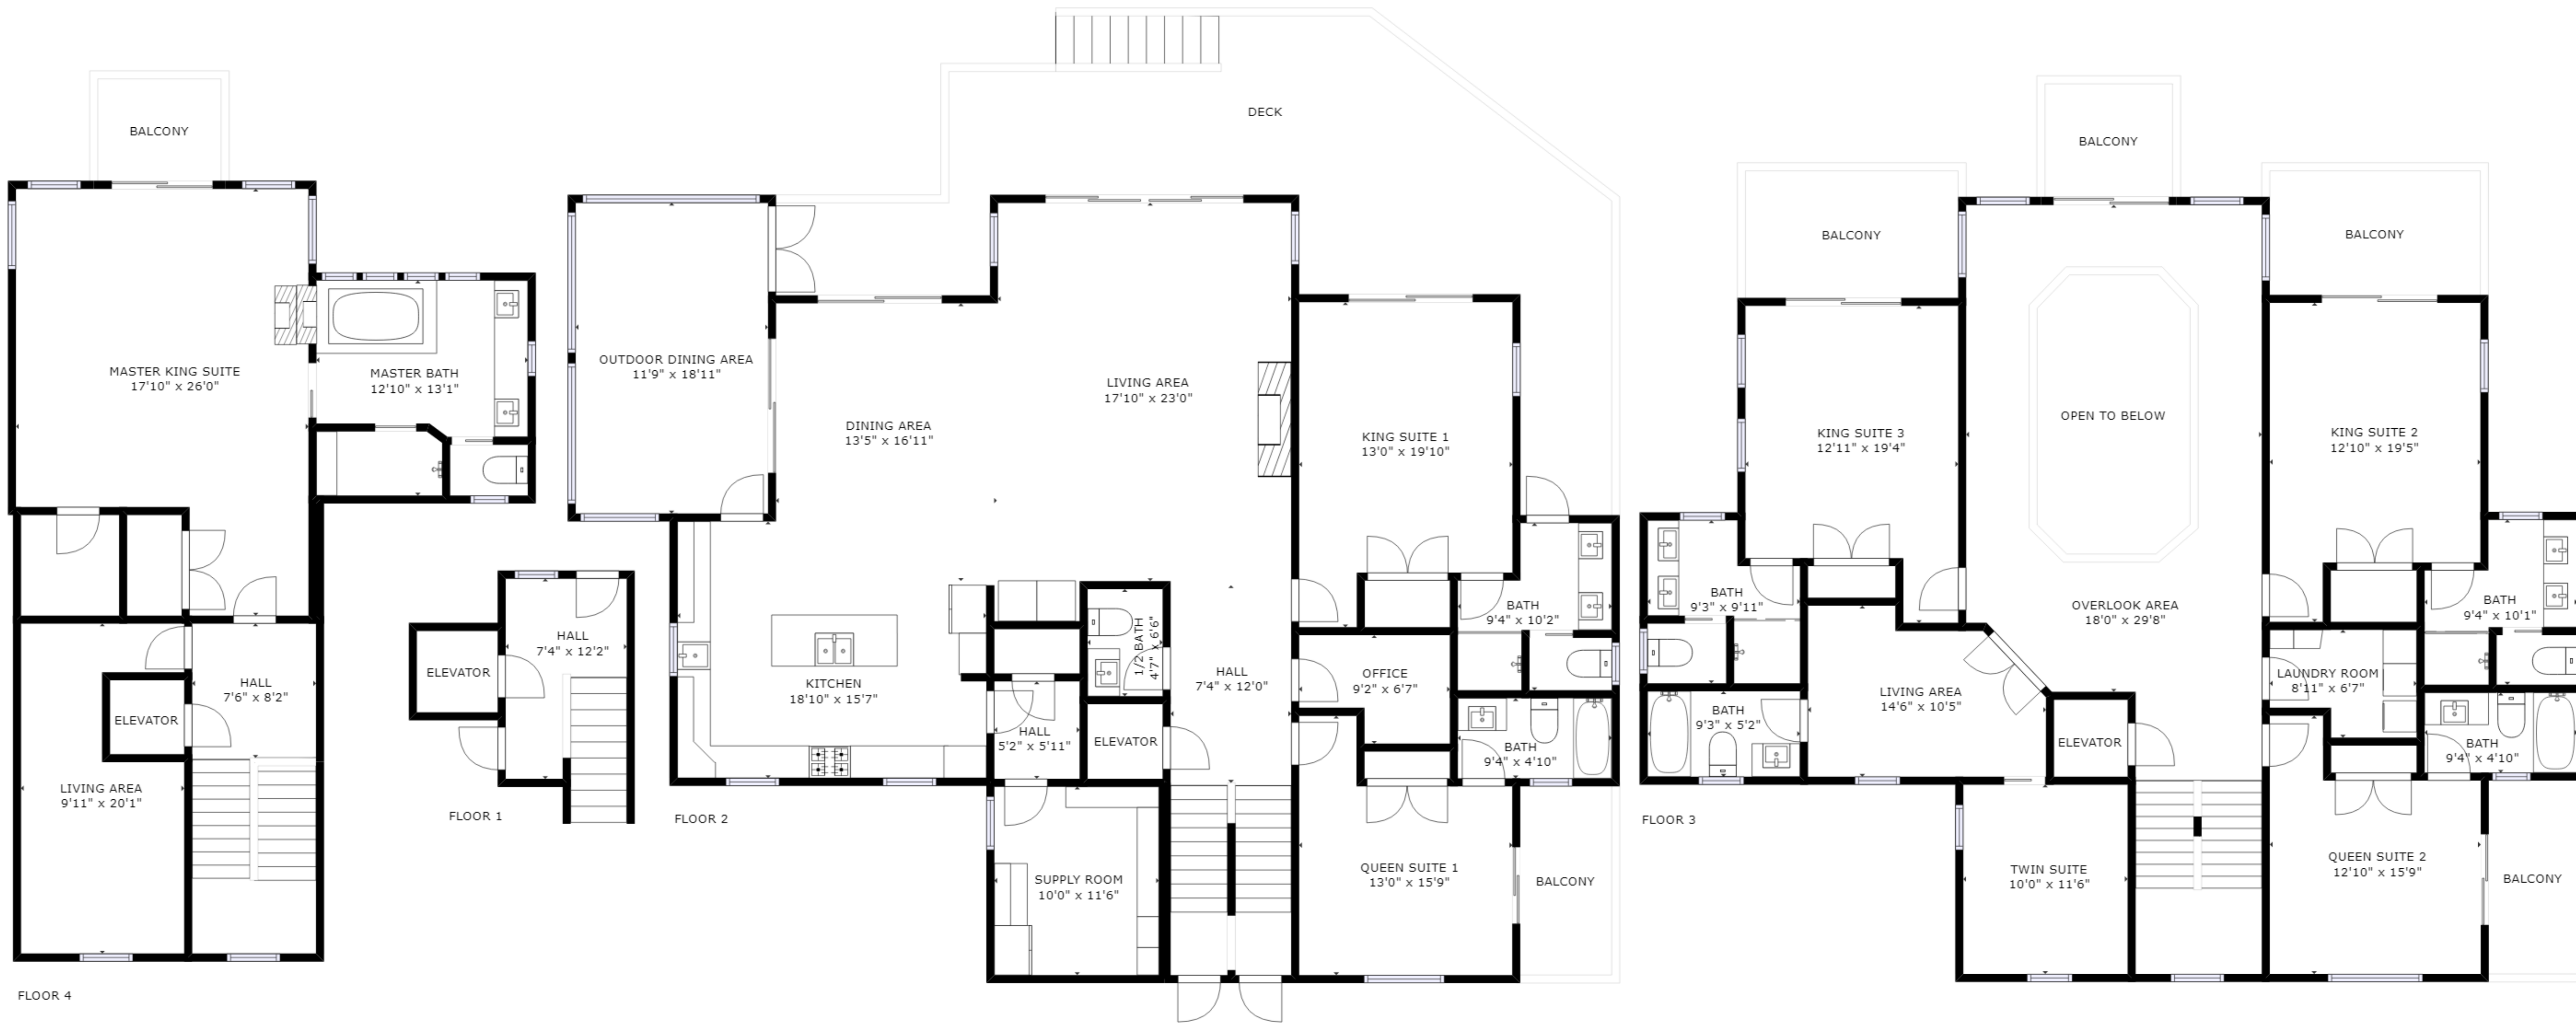 BALCONY
MASTER KING SUITE
17'10" x 26'0"
MASTER BATH
12'10" x 13'1"
HALL
7'6" x 8'2"
ELEVATOR
LIVING AREA
9'11" x 20'1"
FLOOR 4
HALL
7'4" x 12'2"
ELEVATOR
FLOOR 1
DECK
OUTDOOR DINING AREA
11'9" x 18'11"
LIVING AREA
17'10" x 23'0"
DINING AREA
13'5" x 16'11"
KING SUITE 1
13'0" x 19'10"
BATH
9'4" x 10'2"
1/2 BATH
4'7" x 6'6"
HALL
7'4" x 12'0"
OFFICE
9'2" x 6'7"
KITCHEN
18'10" x 15'7"
HALL
5'2" x 5'11"
ELEVATOR
BATH
9'4" x 4'10"
FLOOR 2
SUPPLY ROOM
10'0" x 11'6"
QUEEN SUITE 1
13'0" x 15'9"
BALCONY
BALCONY
BALCONY
BALCONY
OPEN TO BELOW
KING SUITE 3
12'11" x 19'4"
KING SUITE 2
12'10" x 19'5"
BATH
9'3" x 9'11"
OVERLOOK AREA
18'0" x 29'8"
BATH
9'4" x 10'1"
LIVING AREA
14'6" x 10'5"
LAUNDRY ROOM
8'11" x 6'7"
BATH
9'3" x 5'2"
ELEVATOR
BATH
9'4" x 4'10"
FLOOR 3
TWIN SUITE
10'0" x 11'6"
QUEEN SUITE 2
12'10" x 15'9"
BALCONY